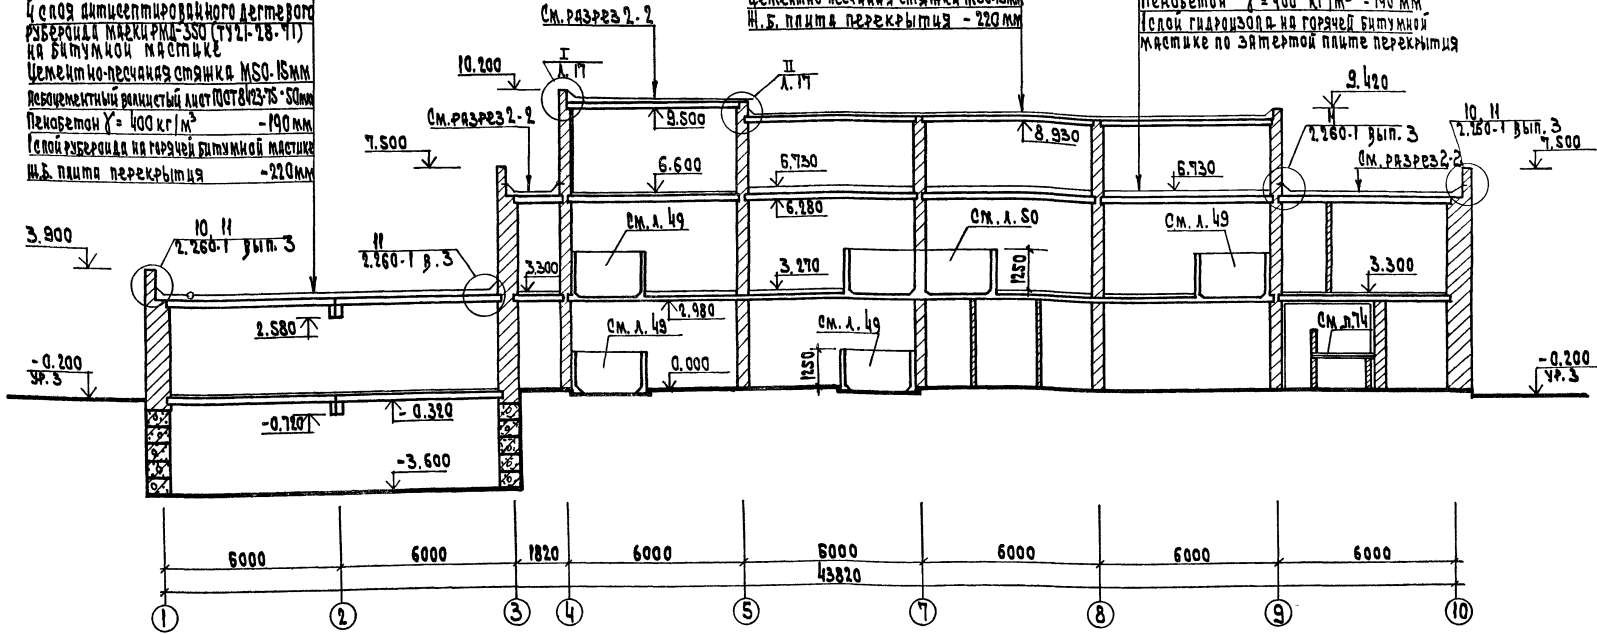 4 слоя антисептированного дегтевого
рубероида марки РМД-350 (ТУ21-28-71)
на битумной мастике
Цементно-песчаная стяжка М50-15мм
Асбоцементный волнистый лист ГОСТ 8423-75-50мм
Пенобетон γ = 400 кг/м³ -190мм
1 слой рубероида на горячей битумной мастике
Ж.Б. плита перекрытия -220мм
См. разрез 2-2
Ж.Б. плита перекрытия -220мм
Пенобетон γ = 400 кг/м³ -190мм
1 слой гидроизола на горячей битумной
мастике по затертой плите перекрытия
10.200
I
Л.17
II
Л.17
9.420
10, 11
2.260-1 вып. 3
7.500
См. разрез 2-2
9.500
8.930
2.260-1 вып. 3
См. разрез 2-2
7.500
6.600
6.730
6.730
6.280
3.900
10, 11
2.260-1 вып. 3
11
2.260-1 в. 3
См. л. 49
См. л. 50
См. л. 49
3.300
3.270
1250
3.300
2.580
2.980
См. л. 49
См. л. 49
См. л. 74
-0.200
Ур.З
0.000
1250
-0.200
Ур.З
-0.720
-0.320
-3.600
6000
6000
1820
6000
6000
6000
6000
6000
43820
1
2
3
4
5
7
8
9
10